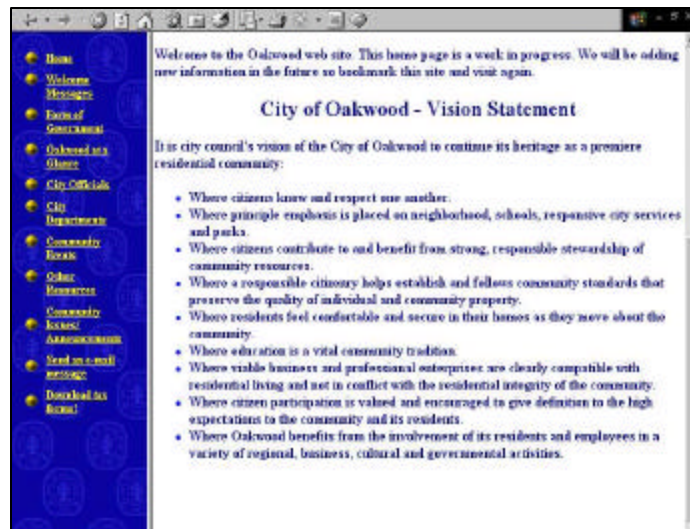 Home
Welcome
Messages
Form of
Government
Oakwood at a
Glance
City Officials
City
Departments
Community
Events
Other
Resources
Community
Issues/
Announcements
Send an e-mail
message
Download tax
forms!
Welcome to the Oakwood web site. This home page is a work in progress. We will be adding
new information in the future so bookmark this site and visit again.
City of Oakwood - Vision Statement
It is city council's vision of the City of Oakwood to continue its heritage as a premiere
residential community:
Where citizens know and respect one another.
Where principle emphasis is placed on neighborhood, schools, responsive city services
and parks.
Where citizens contribute to and benefit from strong, responsible stewardship of
community resources.
Where a responsible citizenry helps establish and follows community standards that
preserve the quality of individual and community property.
Where residents feel comfortable and secure in their homes as they move about the
community.
Where education is a vital community tradition.
Where viable business and professional enterprises are clearly compatible with
residential living and not in conflict with the residential integrity of the community.
Where citizen participation is valued and encouraged to give definition to the high
expectations to the community and its residents.
Where Oakwood benefits from the involvement of its residents and employees in a
variety of regional, business, cultural and governmental activities.